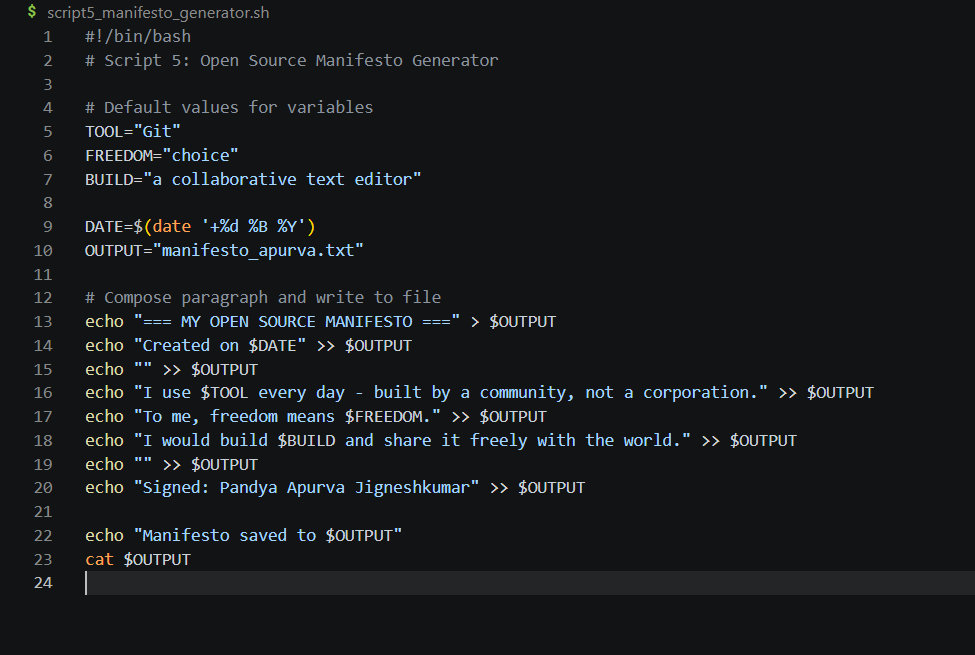 $ script5_manifesto_generator.sh
1 #!/bin/bash
2 # Script 5: Open Source Manifesto Generator
3
4 # Default values for variables
5 TOOL="Git"
6 FREEDOM="choice"
7 BUILD="a collaborative text editor"
8
9 DATE=$(date '+%d %B %Y')
10 OUTPUT="manifesto_apurva.txt"
11
12 # Compose paragraph and write to file
13 echo "=== MY OPEN SOURCE MANIFESTO ===" > $OUTPUT
14 echo "Created on $DATE" >> $OUTPUT
15 echo "" >> $OUTPUT
16 echo "I use $TOOL every day - built by a community, not a corporation." >> $OUTPUT
17 echo "To me, freedom means $FREEDOM." >> $OUTPUT
18 echo "I would build $BUILD and share it freely with the world." >> $OUTPUT
19 echo "" >> $OUTPUT
20 echo "Signed: Pandya Apurva Jigneshkumar" >> $OUTPUT
21
22 echo "Manifesto saved to $OUTPUT"
23 cat $OUTPUT
24